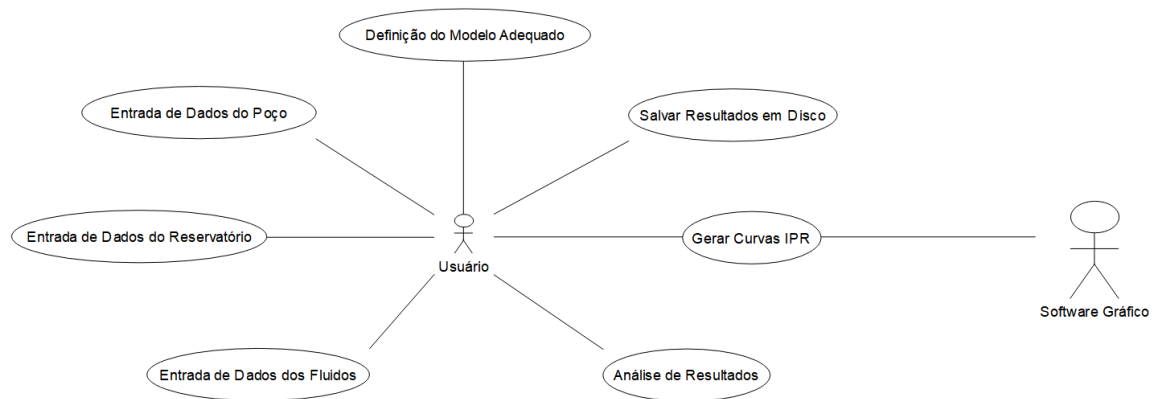 Definição do Modelo Adequado
Entrada de Dados do Poço
Salvar Resultados em Disco
Entrada de Dados do Reservatório
Usuário
Gerar Curvas IPR
Software Gráfico
Entrada de Dados dos Fluidos
Análise de Resultados